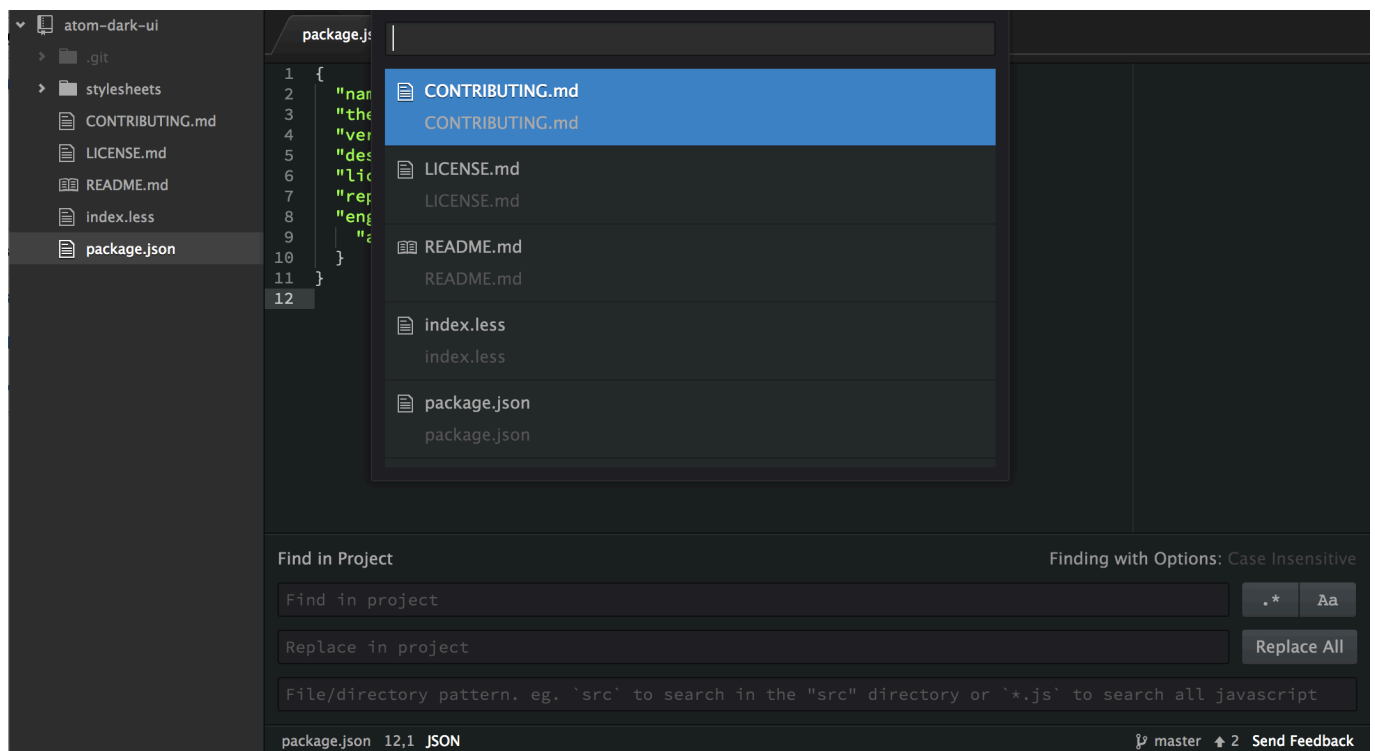 atom-dark-ui
.git
stylesheets
CONTRIBUTING.md
LICENSE.md
README.md
index.less
package.json
package.js
1 {
2 "nam
3 "the
4 "ver
5 "des
6 "lic
7 "rep
8 "eng
9 "a
10 }
11 }
12
CONTRIBUTING.md
CONTRIBUTING.md
LICENSE.md
LICENSE.md
README.md
README.md
index.less
index.less
package.json
package.json
Find in Project
Finding with Options: Case Insensitive
Find in project
.* Aa
Replace in project
Replace All
File/directory pattern. eg. `src` to search in the "src" directory or `*.js` to search all javascript
package.json 12,1 JSON
master 2 Send Feedback